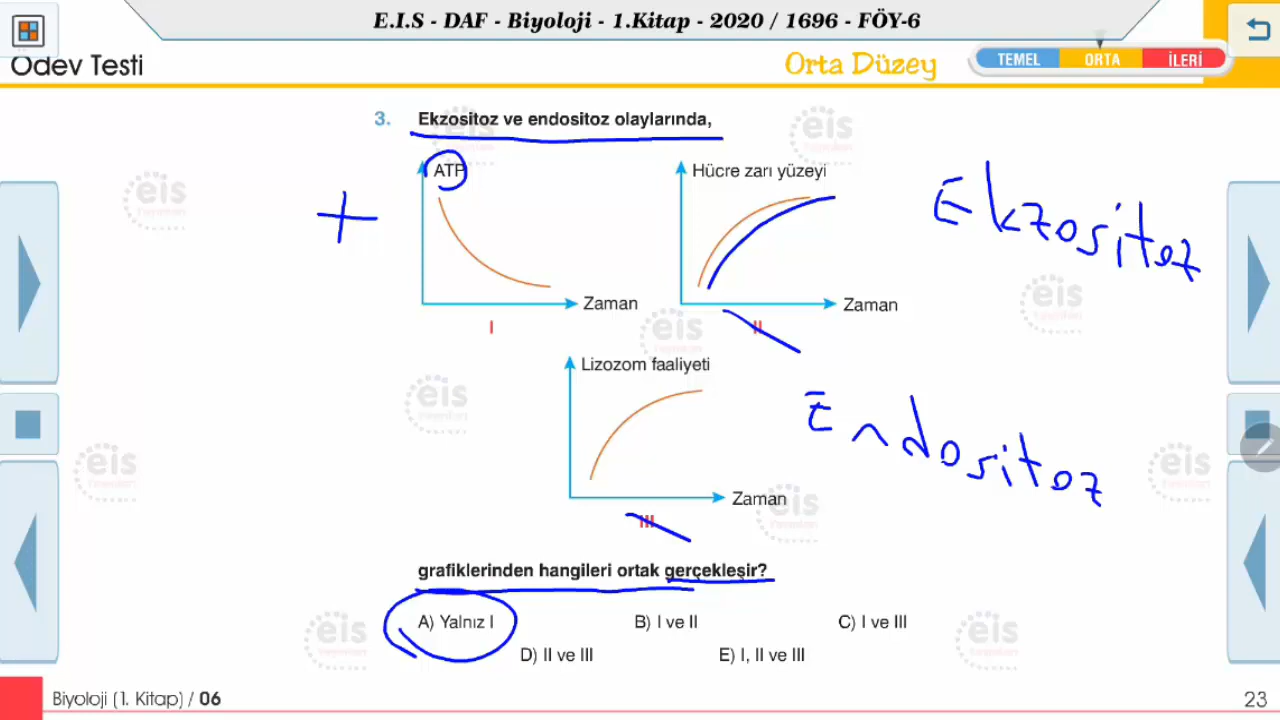 E.I.S - DAF - Biyoloji - 1.Kitap - 2020 / 1696 - FÖY-6
Ödev Testi
Orta Düzey
TEMEL ORTA İLERİ
3. Ekzositoz ve endositoz olaylarında,
ATP
Zaman
I
Hücre zarı yüzeyi
Zaman
II
Ekzositoz
Lizozom faaliyeti
Zaman
III
Endositoz
grafiklerinden hangileri ortak gerçekleşir?
A) Yalnız I B) I ve II C) I ve III
D) II ve III E) I, II ve III
eis
Biyoloji (1. Kitap) / 06
23